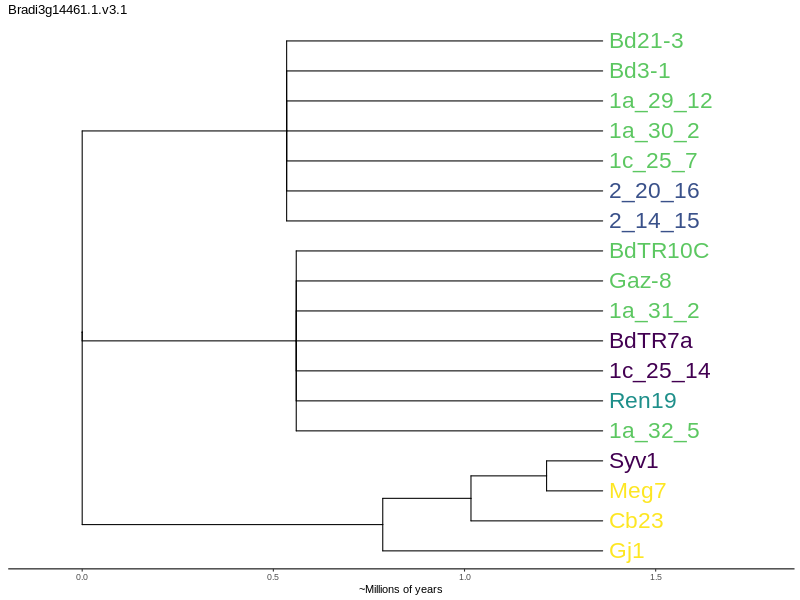 Bradi3g14461.1.v3.1
Bd21-3
Bd3-1
1a_29_12
1a_30_2
1c_25_7
2_20_16
2_14_15
BdTR10C
Gaz-8
1a_31_2
BdTR7a
1c_25_14
Ren19
1a_32_5
Syv1
Meg7
Cb23
Gj1
0.0 0.5 1.0 1.5
~Millions of years